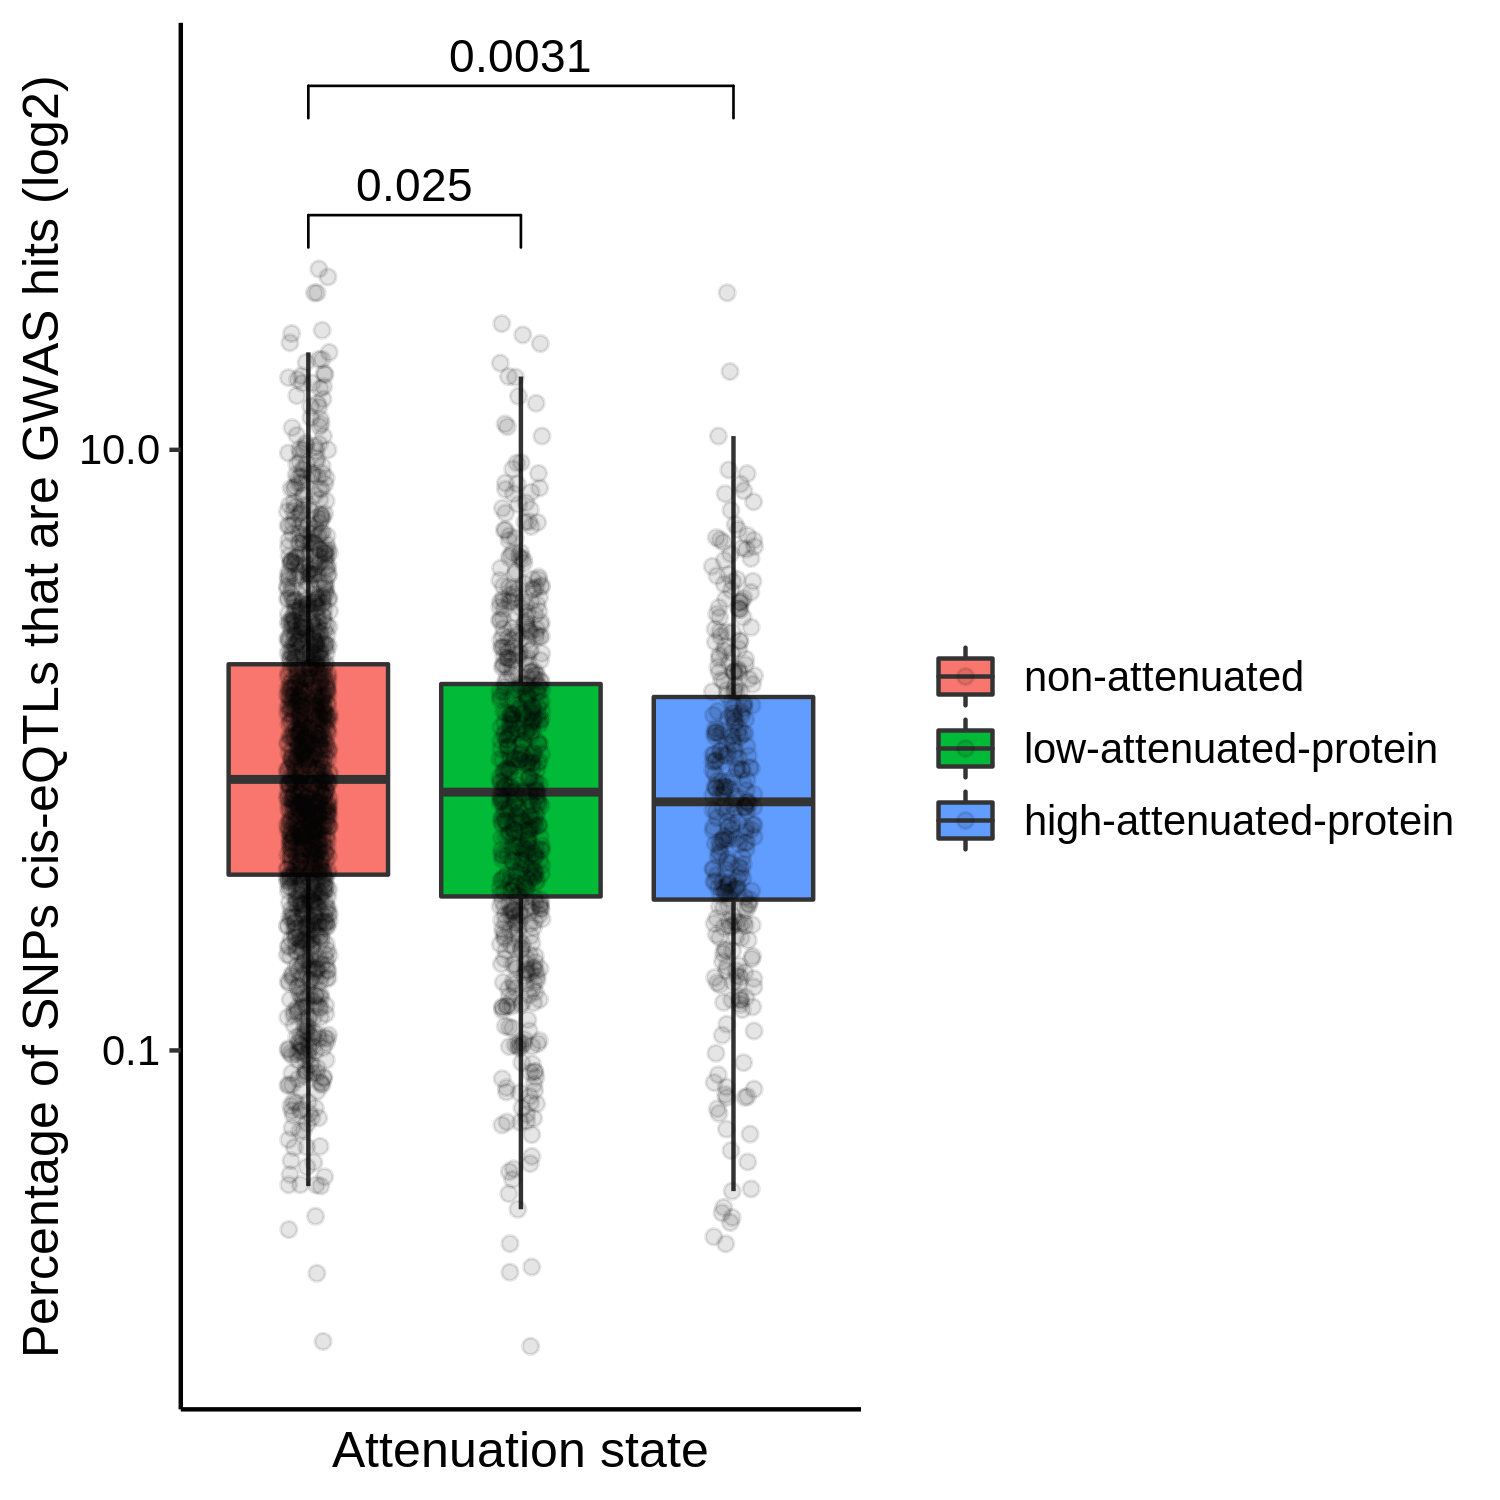 Percentage of SNPs cis-eQTLs that are GWAS hits (log2)
0.0031
0.025
10.0
0.1
Attenuation state
non-attenuated
low-attenuated-protein
high-attenuated-protein